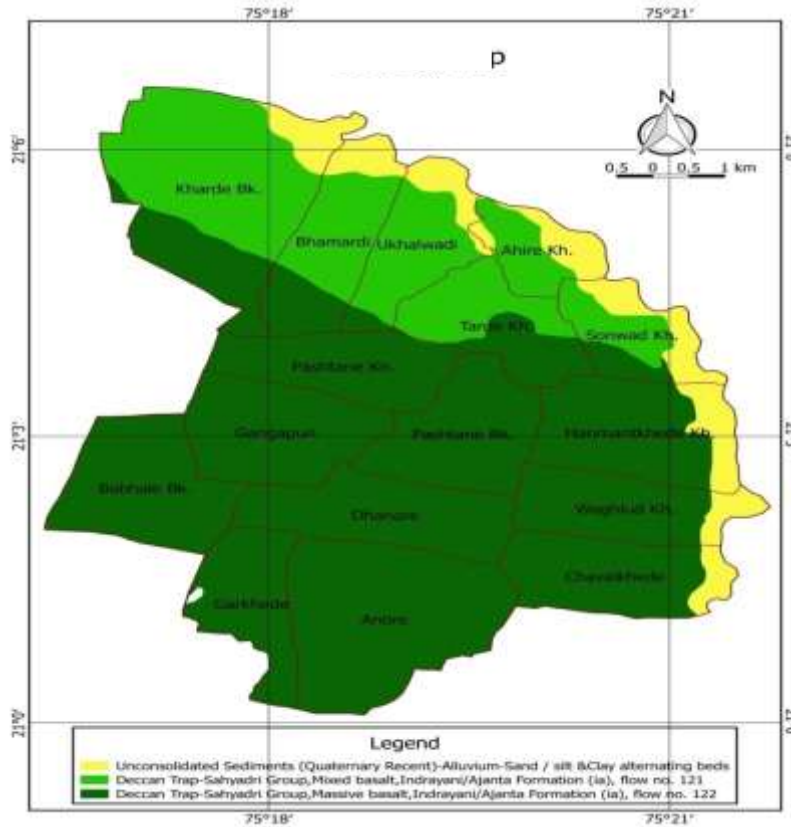 75°18' 75°21'
p
N
21°6'
0.5 0 0.5 1 km
Kharde Bk.
Bhamardi Ukhalwadi
Ahire Kh.
Tarde Kh.
Sonwad Kh.
Pashtane Kh.
Gangapuri
Pashtane Bk.
Hanmantkhede Kh.
21°3'
Babhale Bk.
Dhanore
Waghlud Kh.
Chavalkhede
Garkhede
Anore
21°0'
Legend
Unconsolidated Sediments (Quaternary Recent)-Alluvium-Sand / silt &Clay alternating beds
Deccan Trap-Sahyadri Group,Mixed basalt,Indrayani/Ajanta Formation (ia), flow no. 121
Deccan Trap-Sahyadri Group,Massive basalt,Indrayani/Ajanta Formation (ia), flow no. 122
75°18' 75°21'